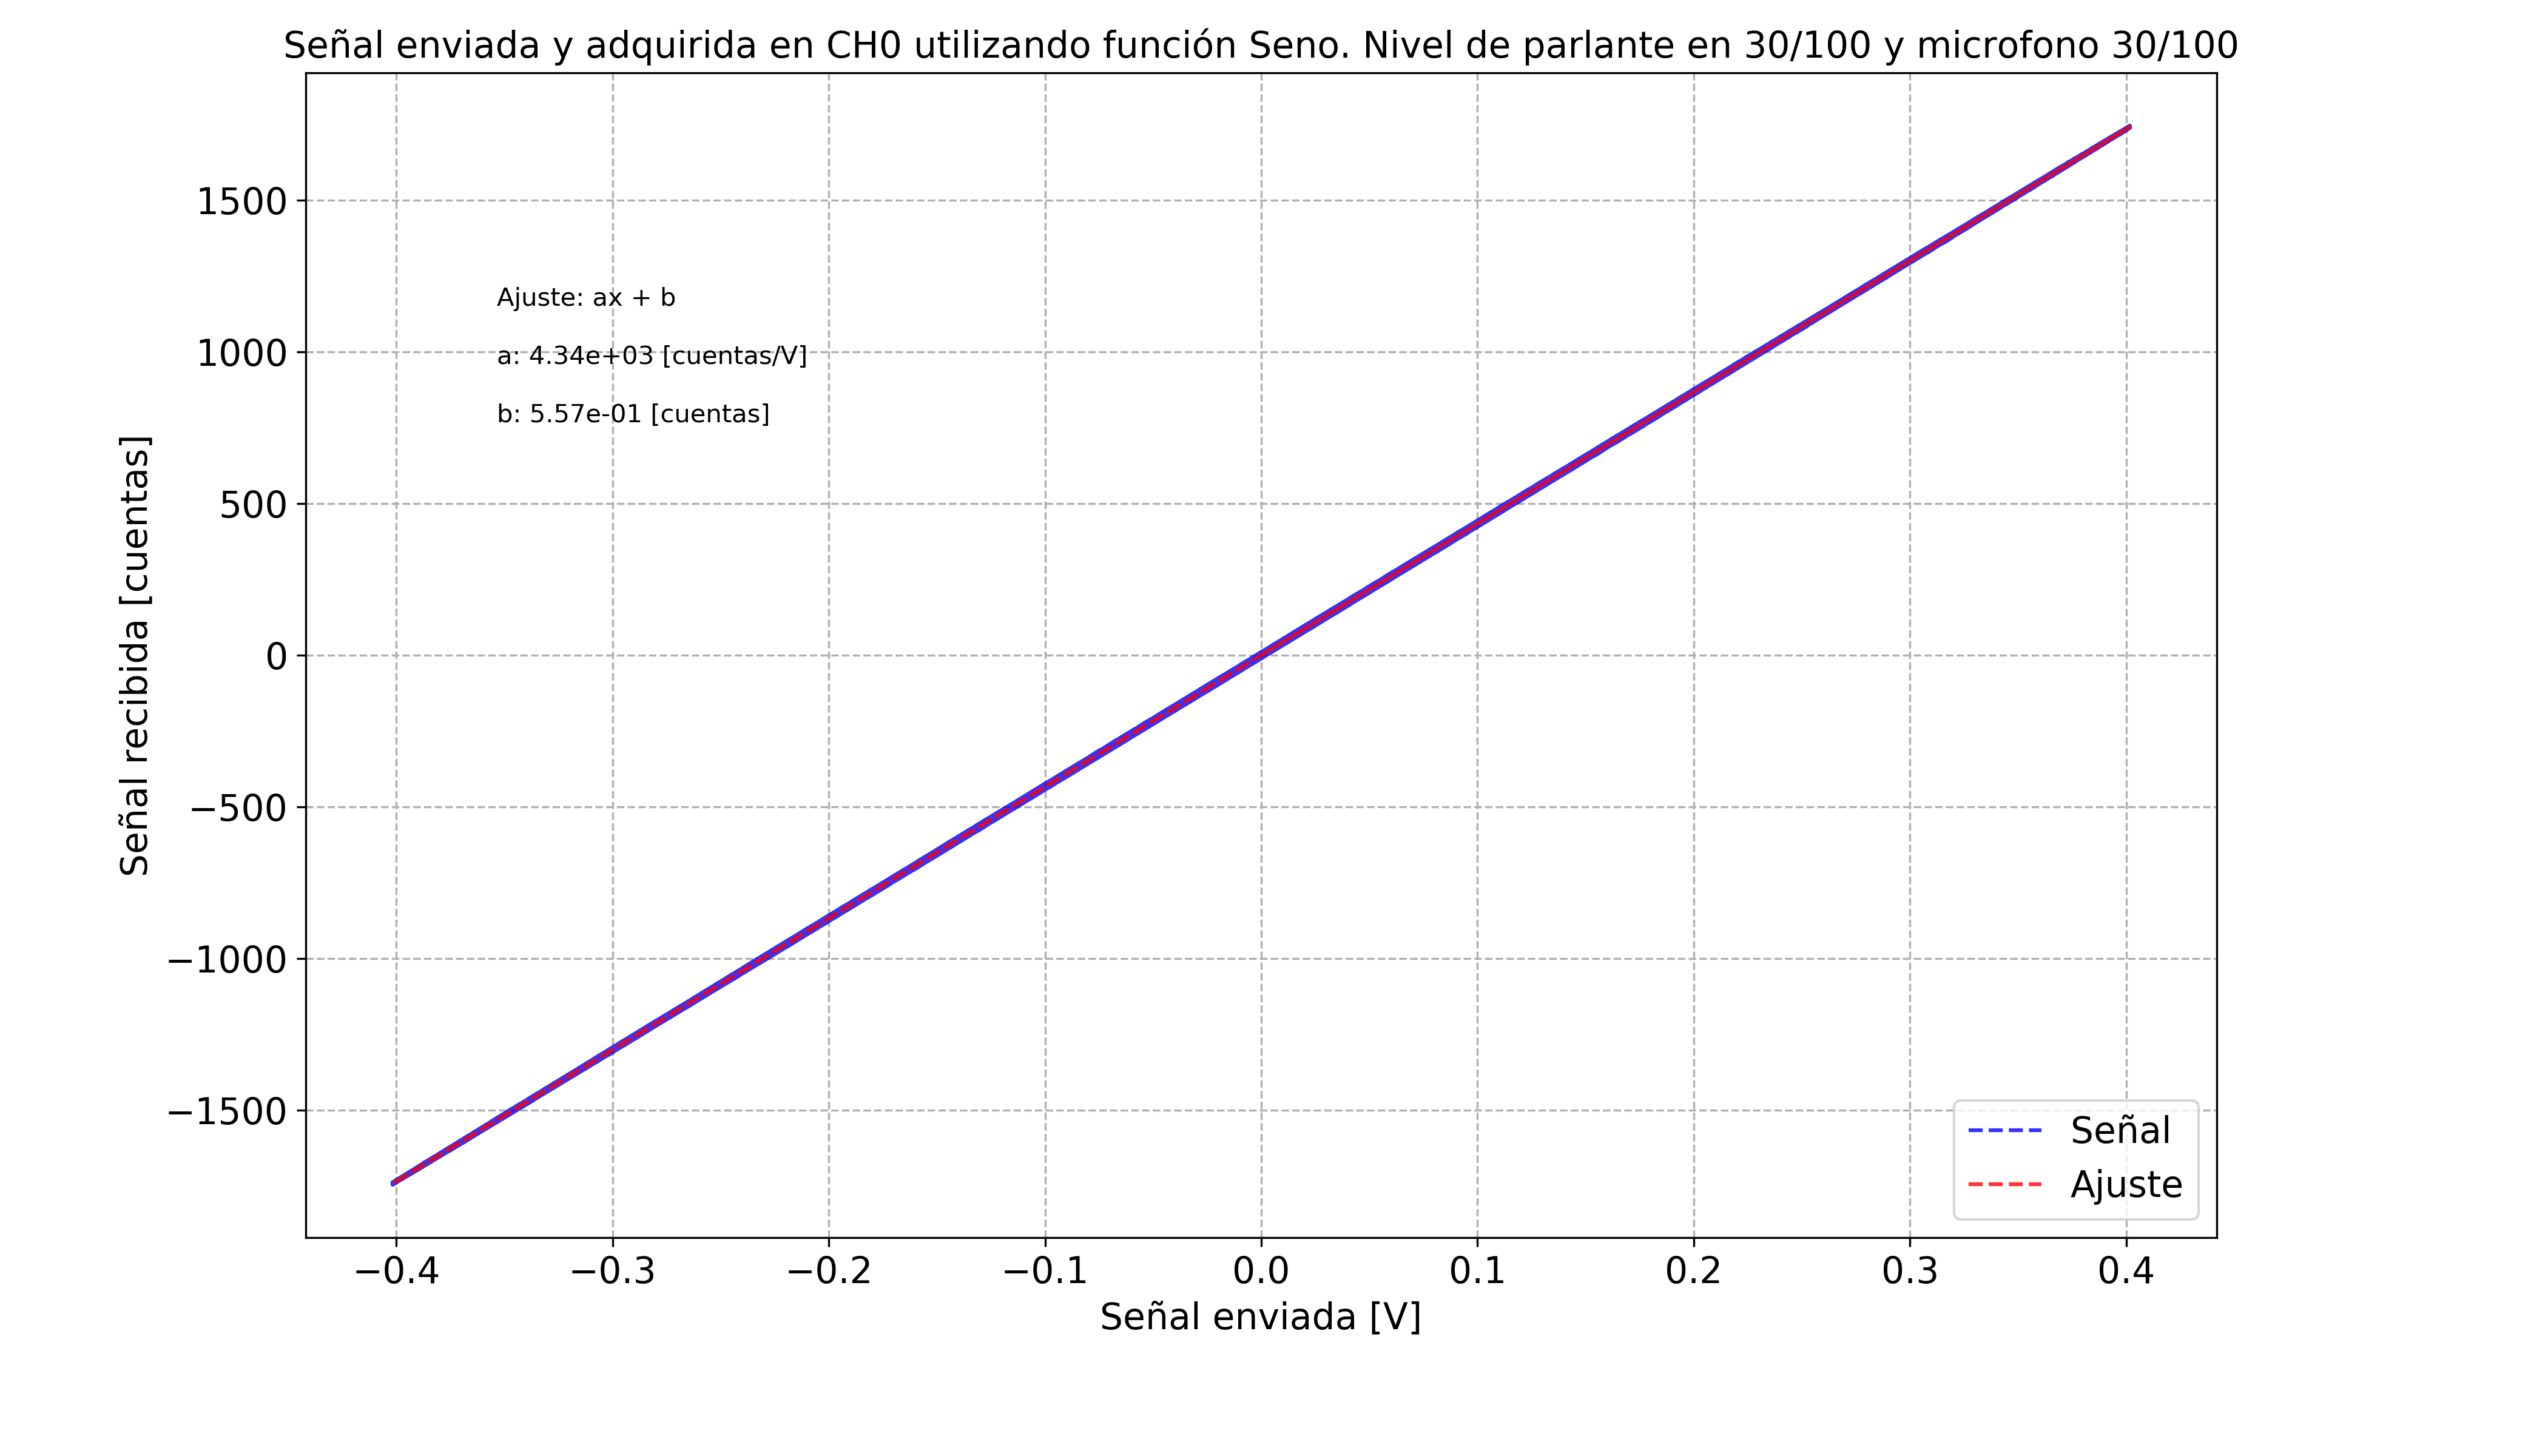 Señal enviada y adquirida en CH0 utilizando función Seno. Nivel de parlante en 30/100 y microfono 30/100
Señal recibida [cuentas]
1500
1000
500
0
−500
−1000
−1500
Ajuste: ax + b
a: 4.34e+03 [cuentas/V]
b: 5.57e-01 [cuentas]
Señal
Ajuste
−0.4
−0.3
−0.2
−0.1
0.0
0.1
0.2
0.3
0.4
Señal enviada [V]